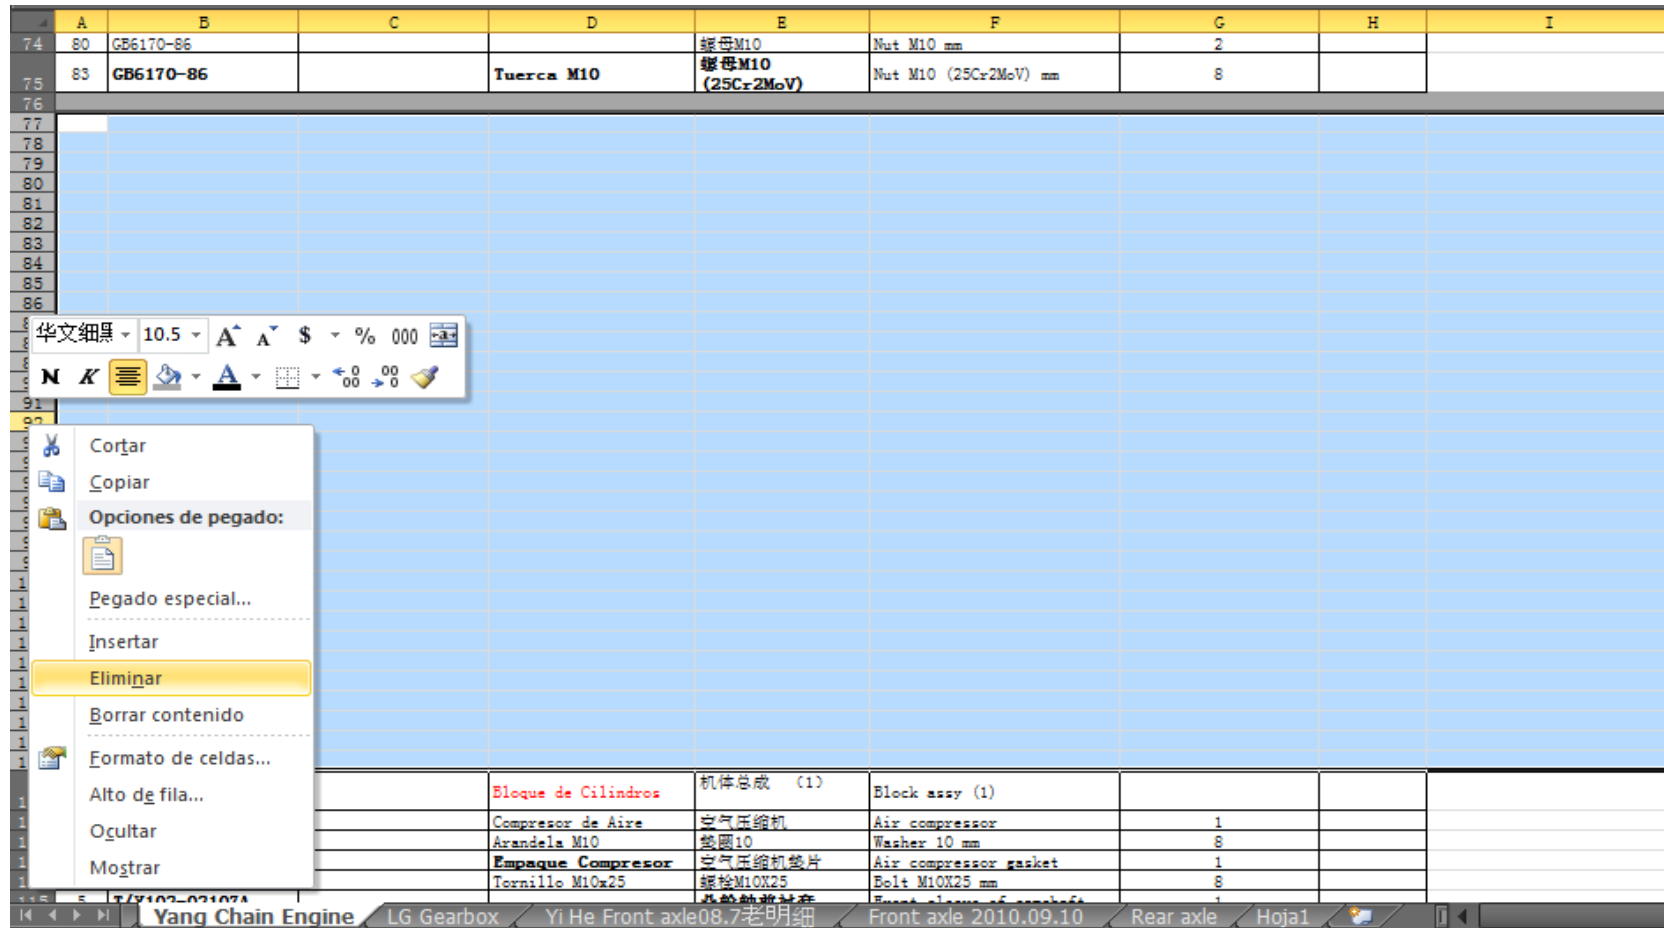 A B C D E F G H I
74 80 GB6170-86 螺母M10 Nut M10 mm 2
75 83 GB6170-86 Tuerca M10 螺母M10 (25Cr2MoV) Nut M10 (25Cr2MoV) mm 8
76
77
78
79
80
81
82
83
84
85
86
华文细黑 10.5 A A $ % 000 a
N K A
91
92
Cortar
Copiar
Opciones de pegado:
Pegado especial...
Insertar
Eliminar
Borrar contenido
Formato de celdas...
Alto de fila...
Ocultar
Mostrar
Bloque de Cilindros 机体总成 （1） Block assy (1)
Compresor de Aire 空气压缩机 Air compressor 1
Arandela M10 垫圈10 Washer 10 mm 8
Empaque Compresor 空气压缩机垫片 Air compressor gasket 1
Tornillo M10x25 螺栓M10X25 Bolt M10X25 mm 8
115 5
Yang Chain Engine LG Gearbox Yi He Front axle08.7老明细 Front axle 2010.09.10 Rear axle Hoja1